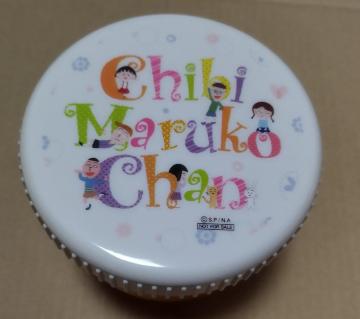 Chibi
Maruko
Chan
©S.P/N.A
NOT FOR SALE